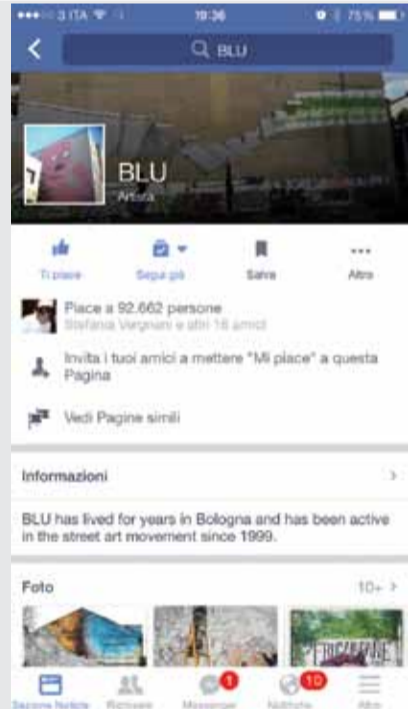 3 ITA 19:36 75%
BLU
BLU
Artista
Ti piace Segui già Salva Altro
Piace a 92.662 persone
Stefania Vergnani e altri 18 amici
Invita i tuoi amici a mettere "Mi piace" a questa
Pagina
Vedi Pagine simili
Informazioni
BLU has lived for years in Bologna and has been active
in the street art movement since 1999.
Foto 10+
ERICAILCANE
1 10
Sezione Notizie Richieste Messenger Notifiche Altro